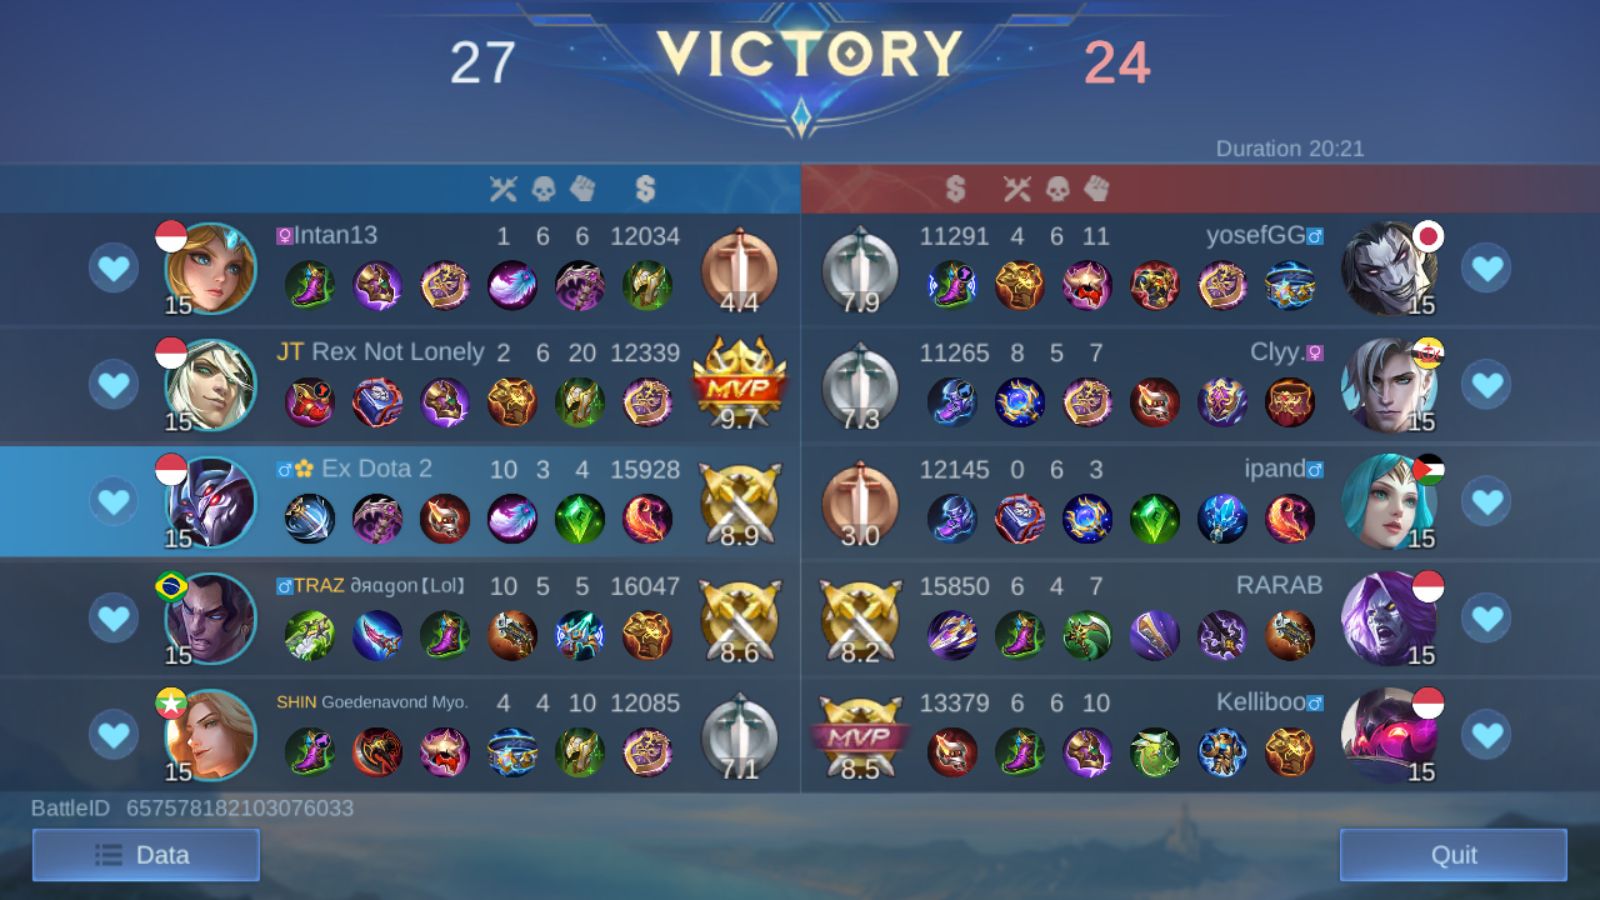 27 VICTORY 24
Duration 20:21
Intan13 1 6 6 12034 4.4 15
7.9 11291 4 6 11 yosefGG 15
JT Rex Not Lonely 2 6 20 12339 MVP 9.7 15
7.3 11265 8 5 7 Clyy. 15
Ex Dota 2 10 3 4 15928 8.9 15
3.0 12145 0 6 3 ipand 15
TRAZ ∂яαgon【Lol】 10 5 5 16047 8.6 15
8.2 15850 6 4 7 RARAB 15
SHIN Goedenavond Myo. 4 4 10 12085 7.1 15
MVP 8.5 13379 6 6 10 Kelliboo 15
BattleID 657578182103076033
Data
Quit